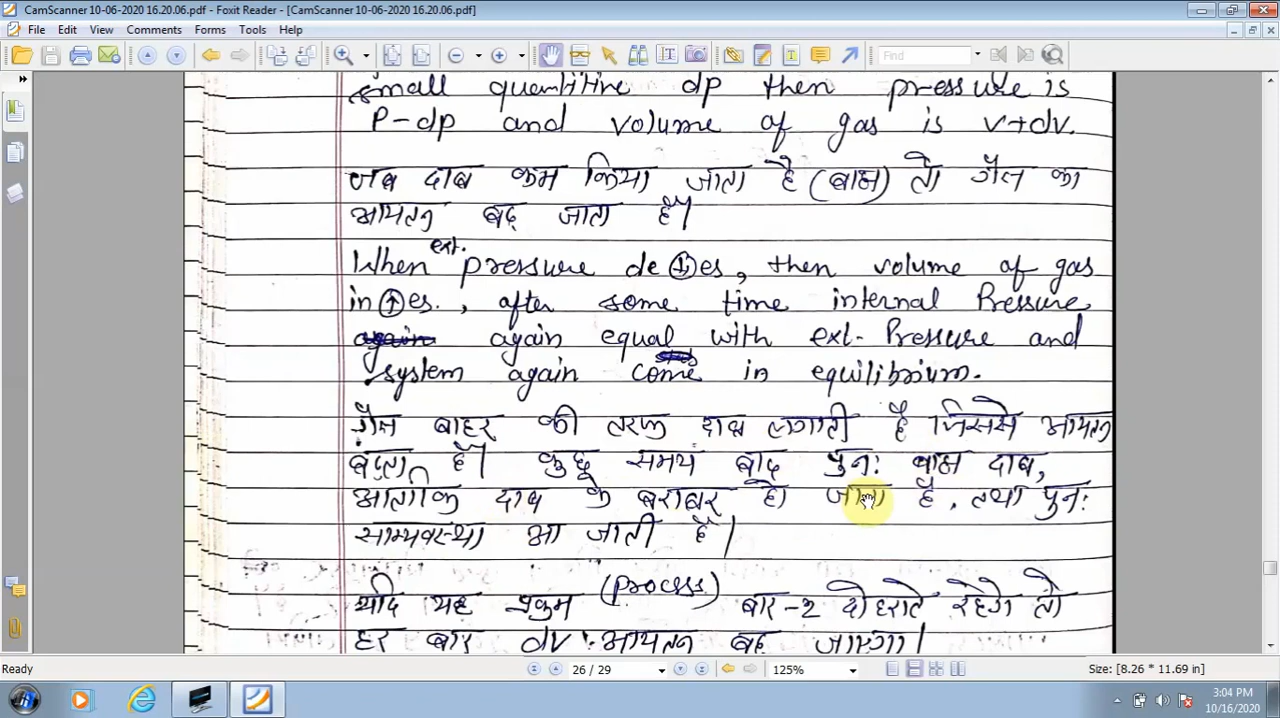 CamScanner 10-06-2020 16.20.06.pdf - Foxit Reader - [CamScanner 10-06-2020 16.20.06.pdf]
File Edit View Comments Forms Tools Help
Find
small quantitive dp then pressure is
P-dp and volume of gas is v+dv.
जब दाब कम किया जाता है (बाह्य) तो गैस का
आयतन बढ़ जाता है।
ext.
When pressure de↓es, then volume of gas
in↑es., after some time internal Pressure
again equal with ext- Pressure and
system again come in equilibrium.
गैस बाहर की तरफ दाब लगाती है जिससे आयतन
बढ़ता है। कुछ समय बाद पुनः बाह्य दाब,
आंतरिक दाब के बराबर हो जाता है, तथा पुनः
साम्यवस्था आ जाती है।
यदि यह प्रक्रम (process) बार-२ दोहराते रहेगे तो
हर बार dv आयतन बढ़ जाएगा।
Ready
26 / 29
125%
Size: [8.26 * 11.69 in]
3:04 PM
10/16/2020